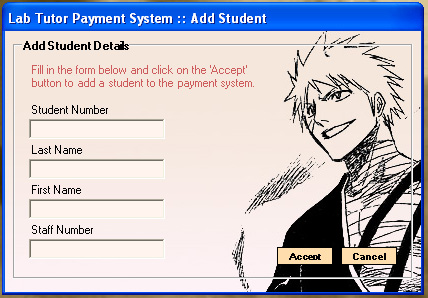 Lab Tutor Payment System :: Add Student
Add Student Details
Fill in the form below and click on the 'Accept'
button to add a student to the payment system.
Student Number
Last Name
First Name
Staff Number
Accept
Cancel